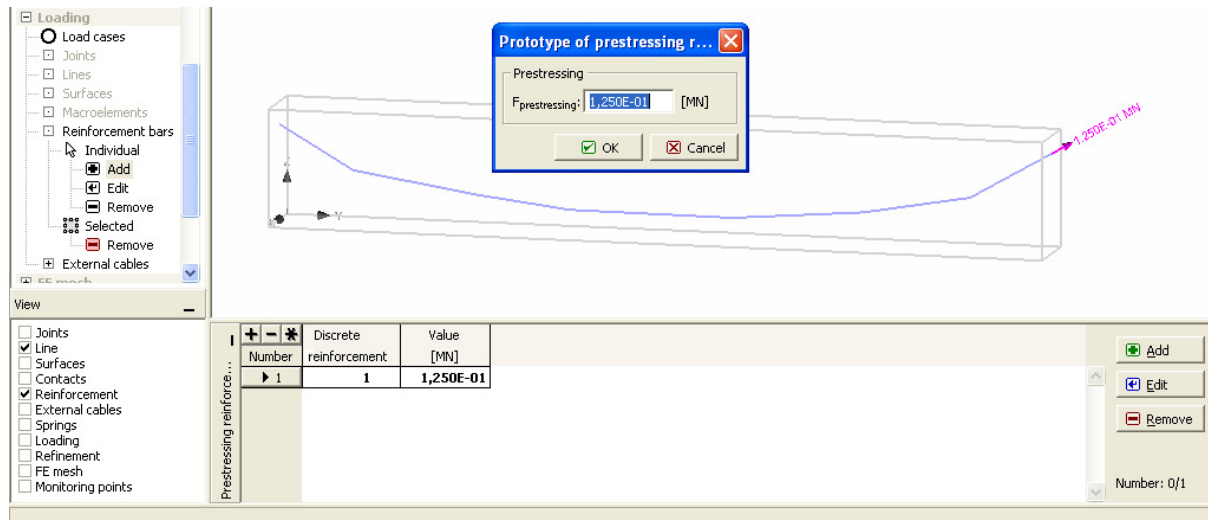 Loading
Load cases
Joints
Lines
Surfaces
Macroelements
Reinforcement bars
Individual
Add
Edit
Remove
Selected
Remove
External cables
FE mesh
View
Joints
Line
Surfaces
Contacts
Reinforcement
External cables
Springs
Loading
Refinement
FE mesh
Monitoring points
Prototype of prestressing r...
Prestressing
Fprestressing: 1,250E-01 [MN]
OK Cancel
1.250E-01 MN
Y
Prestressing reinforce...
Discrete Value
Number reinforcement [MN]
1 1 1,250E-01
Add
Edit
Remove
Number: 0/1